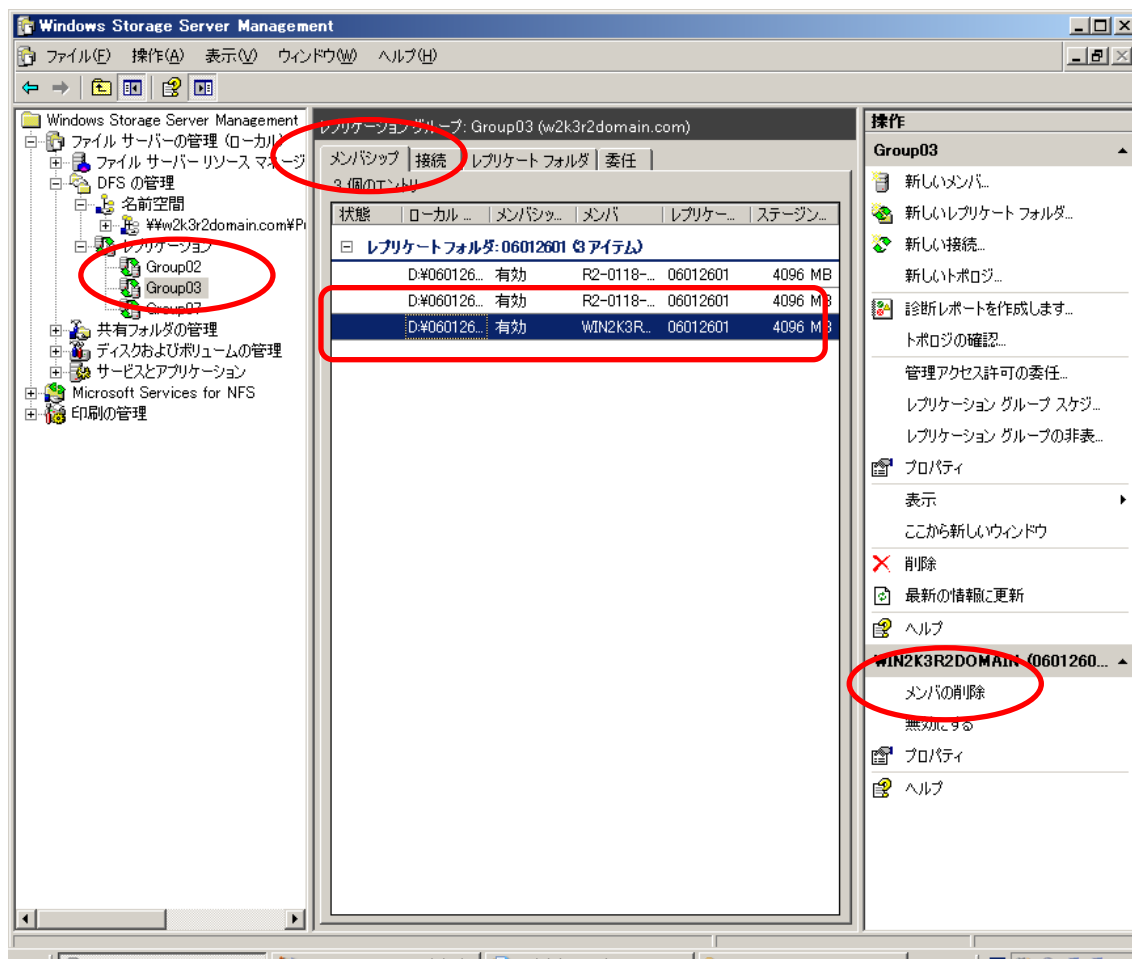 Windows Storage Server Management
ファイル(F) 操作(A) 表示(V) ウィンドウ(W) ヘルプ(H)
Windows Storage Server Management
ファイル サーバーの管理 (ローカル)
ファイル サーバー リソース マネージ
DFS の管理
名前空間
¥¥w2k3r2domain.com¥P
レプリケーション
Group02
Group03
Group07
共有フォルダの管理
ディスクおよびボリュームの管理
サービスとアプリケーション
Microsoft Services for NFS
印刷の管理
レプリケーション グループ: Group03 (w2k3r2domain.com)
メンバシップ 接続 レプリケート フォルダ 委任
3 個のエントリ
状態 ローカル ... メンバシッ... メンバ レプリケー... ステージン...
レプリケート フォルダ: 06012601 (3 アイテム)
D:¥060126... 有効 R2-0118-... 06012601 4096 MB
D:¥060126... 有効 R2-0118-... 06012601 4096 MB
D:¥060126... 有効 WIN2K3R... 06012601 4096 MB
操作
Group03
新しいメンバ...
新しいレプリケート フォルダ...
新しい接続...
新しいトポロジ...
診断レポートを作成します...
トポロジの確認...
管理アクセス許可の委任...
レプリケーション グループ スケジ...
レプリケーション グループの非表...
プロパティ
表示
ここから新しいウィンドウ
削除
最新の情報に更新
ヘルプ
WIN2K3R2DOMAIN (0601260...
メンバの削除
無効にする
プロパティ
ヘルプ